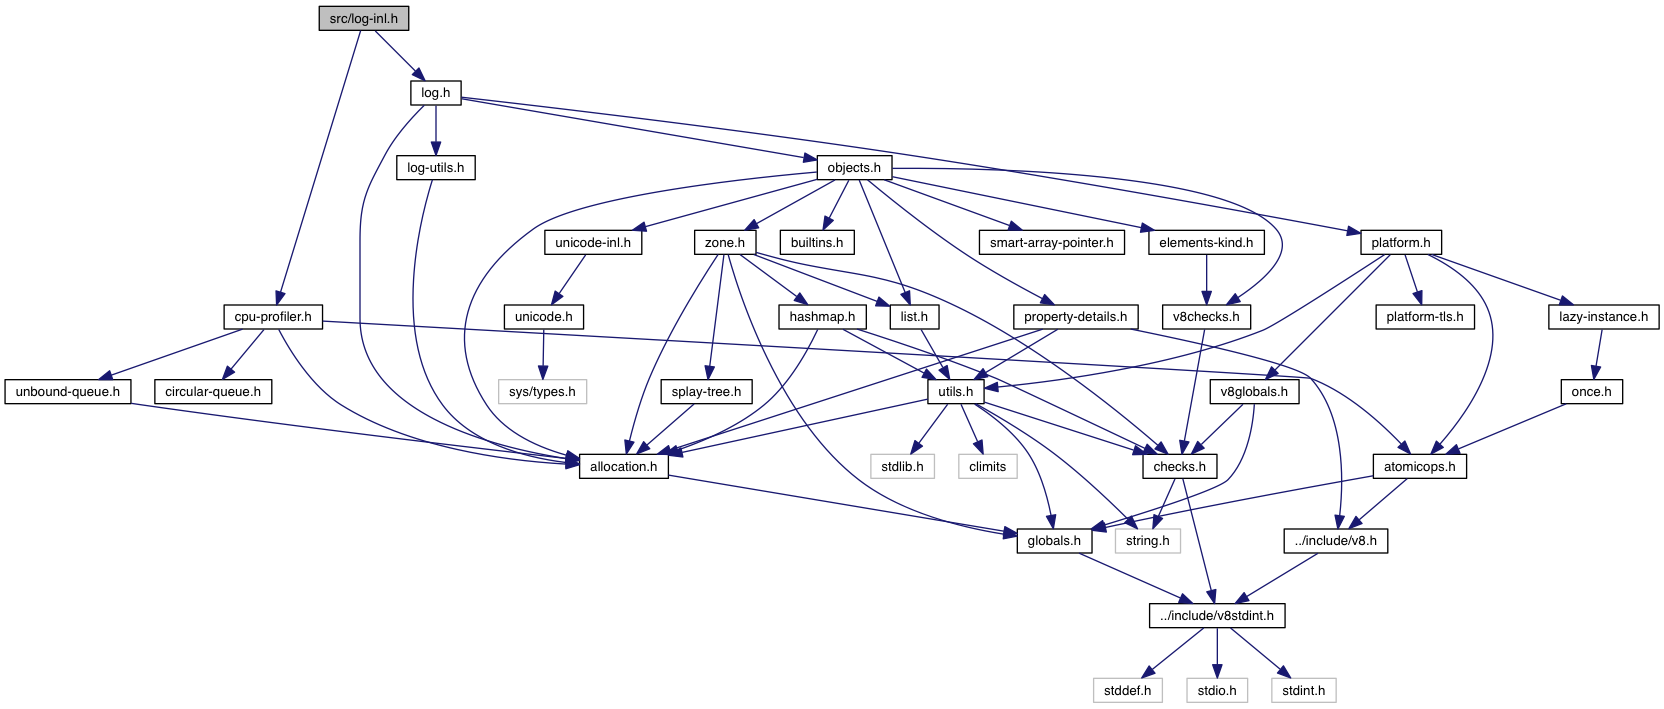 src/log-inl.h
log.h
log-utils.h
objects.h
unicode-inl.h
zone.h
builtins.h
smart-array-pointer.h
elements-kind.h
platform.h
cpu-profiler.h
unicode.h
hashmap.h
list.h
property-details.h
v8checks.h
platform-tls.h
lazy-instance.h
unbound-queue.h
circular-queue.h
sys/types.h
splay-tree.h
utils.h
v8globals.h
once.h
allocation.h
stdlib.h
climits
checks.h
atomicops.h
globals.h
string.h
../include/v8.h
../include/v8stdint.h
stddef.h
stdio.h
stdint.h